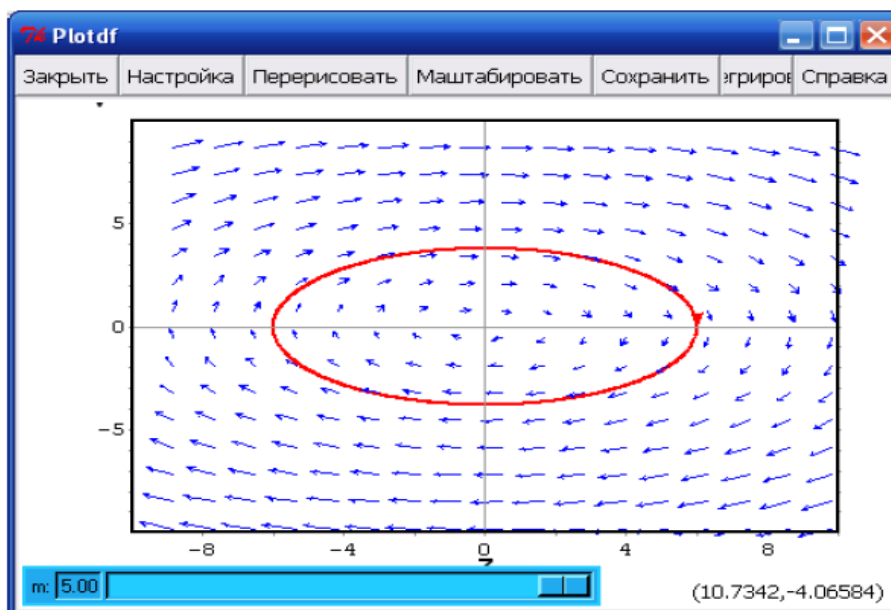 Plotdf
Закрыть Настройка Перерисовать Маштабировать Сохранить егриров Справка
5
0
-5
-8 -4 0 4 8
z
m: 5.00
(10.7342,-4.06584)